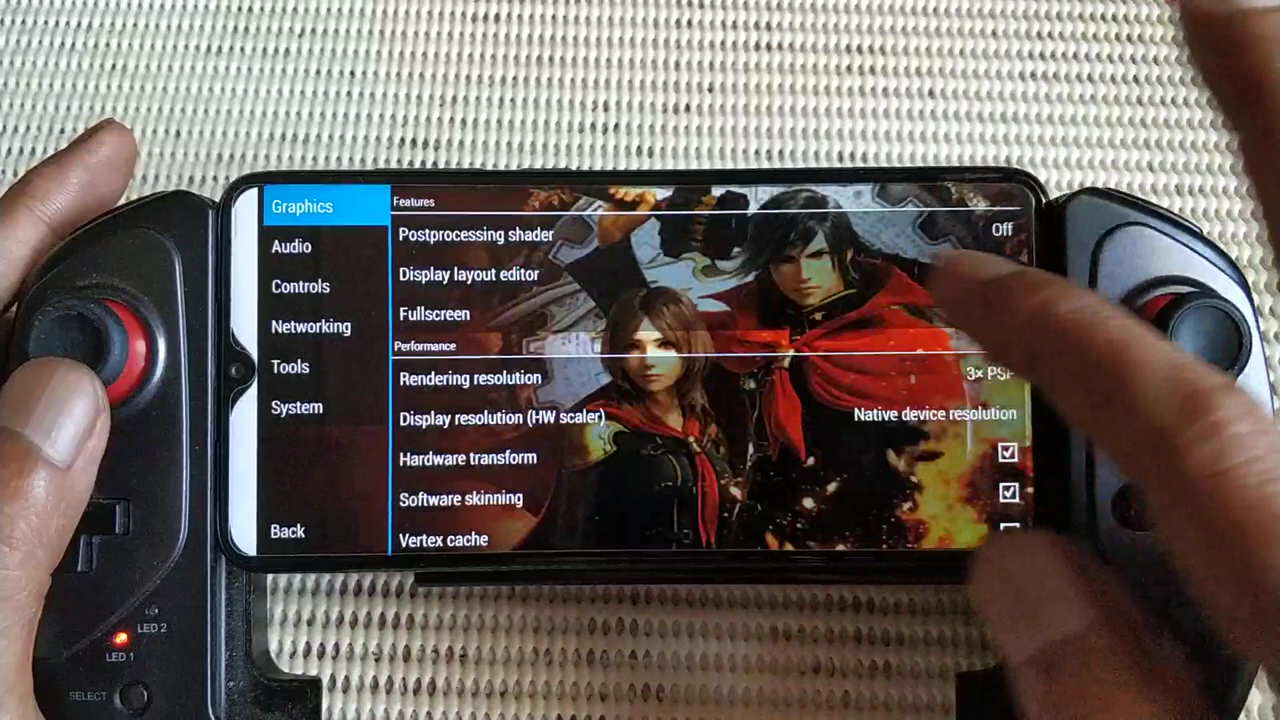 Graphics
Audio
Controls
Networking
Tools
System
Back
Features
Postprocessing shader Off
Display layout editor
Fullscreen
Performance
Rendering resolution 3× PSP
Display resolution (HW scaler) Native device resolution
Hardware transform
Software skinning
Vertex cache
LED 2
LED 1
SELECT